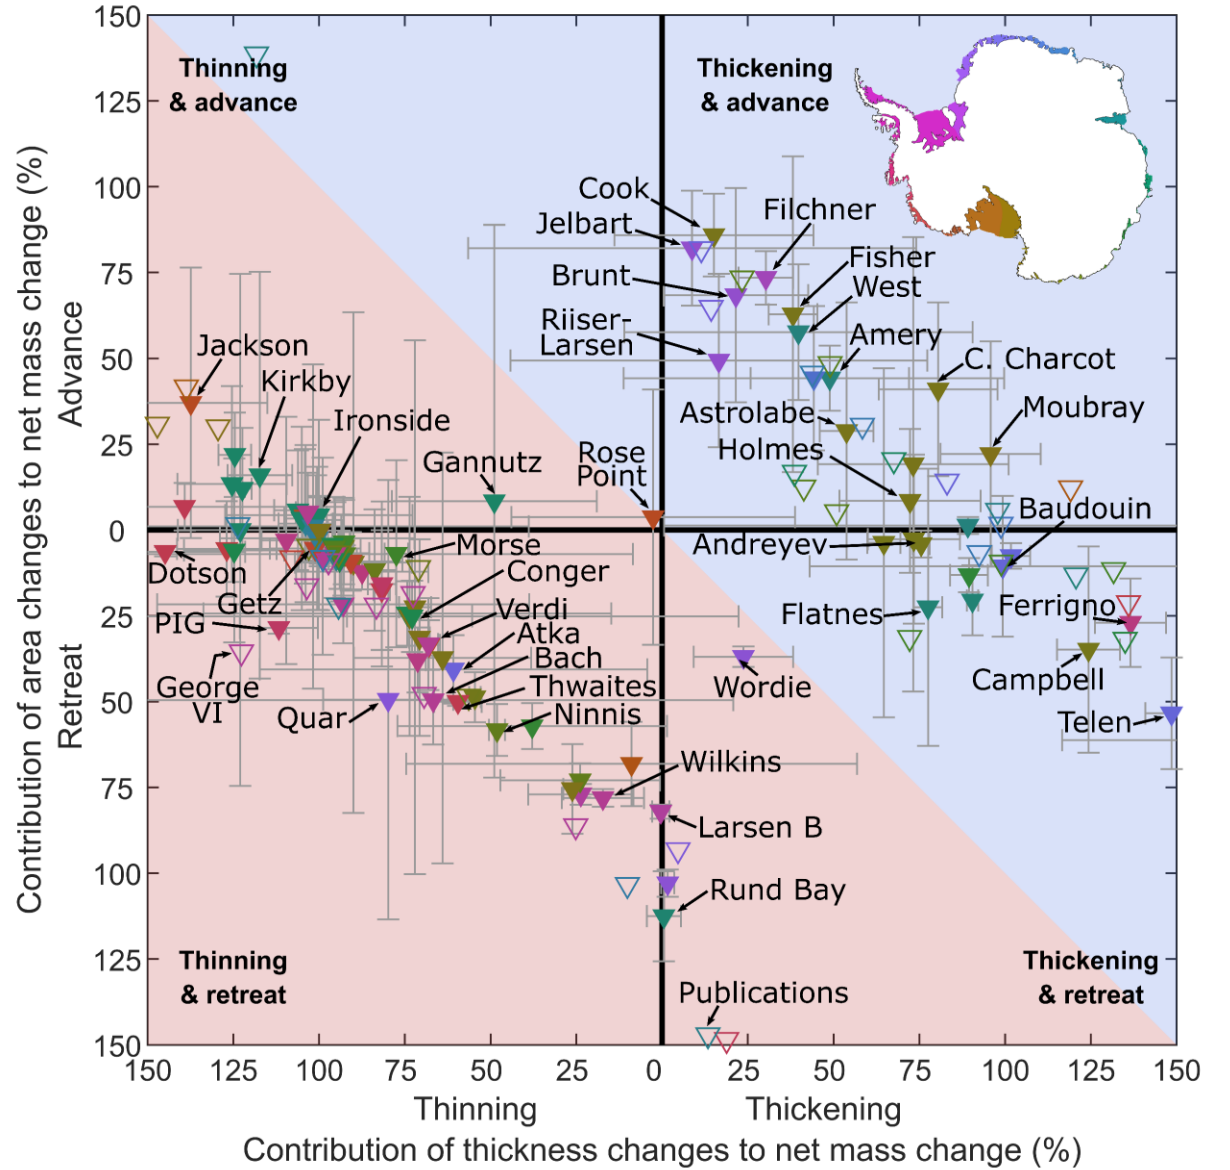 150
125
100
75
50
25
0
25
50
75
100
125
150
Contribution of area changes to net mass change (%)
Advance
Retreat
Thinning
& advance
Thickening
& advance
Cook
Jelbart
Filchner
Brunt
Fisher
West
Riiser-
Larsen
Amery
C. Charcot
Jackson
Kirkby
Ironside
Gannutz
Rose
Point
Astrolabe
Holmes
Moubray
Baudouin
Andreyev
Dotson
Getz
PIG
George
VI
Quar
Morse
Conger
Verdi
Atka
Bach
Thwaites
Ninnis
Flatnes
Ferrigno
Wordie
Campbell
Telen
Wilkins
Larsen B
Rund Bay
Publications
Thinning
& retreat
Thickening
& retreat
150 125 100 75 50 25 0 25 50 75 100 125 150
Thinning Thickening
Contribution of thickness changes to net mass change (%)